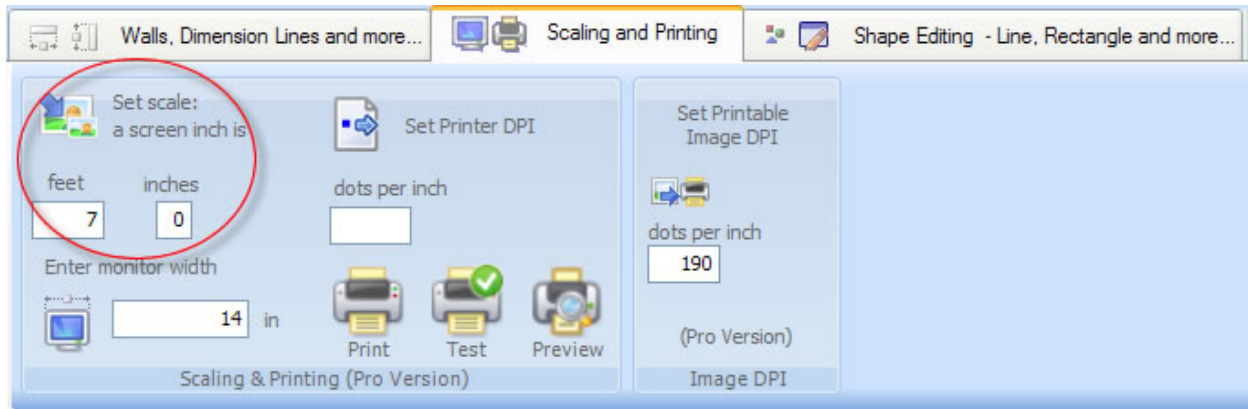 Walls, Dimension Lines and more...
Scaling and Printing
Shape Editing - Line, Rectangle and more...
Set scale:
a screen inch is
feet
inches
7
0
Enter monitor width
14 in
Set Printer DPI
dots per inch
Print
Test
Preview
Scaling & Printing (Pro Version)
Set Printable
Image DPI
dots per inch
190
(Pro Version)
Image DPI